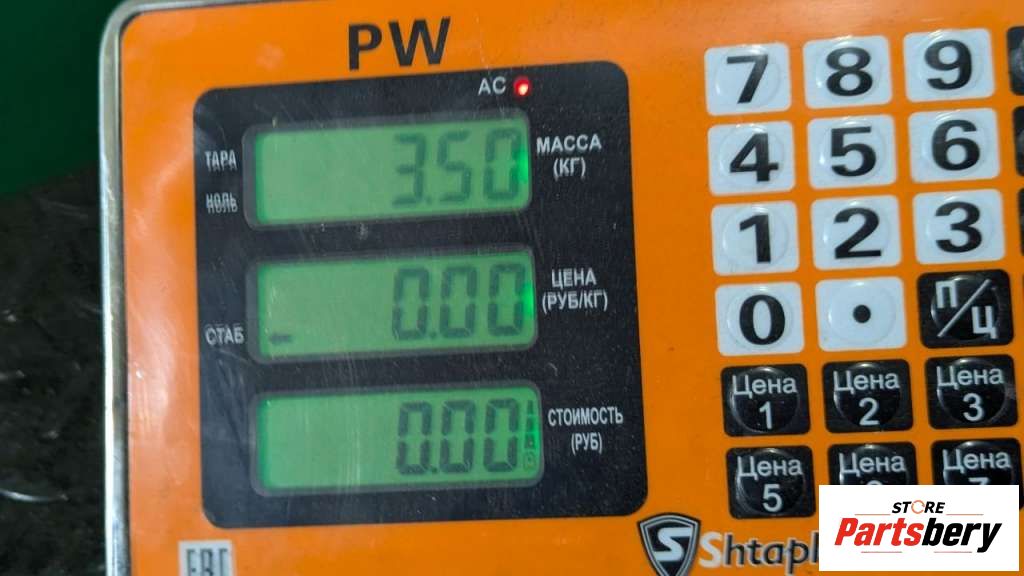 PW
AC
ТАРА
НОЛЬ
3.50
МАССА
(КГ)
СТАБ
0.00
ЦЕНА
(РУБ/КГ)
0.00
СТОИМОСТЬ
(РУБ)
7 8 9
4 5 6
1 2 3
0 . П/Ц
Цена 1 Цена 2 Цена 3
Цена 5 Цена Цена
EAC
STORE
Partsbery